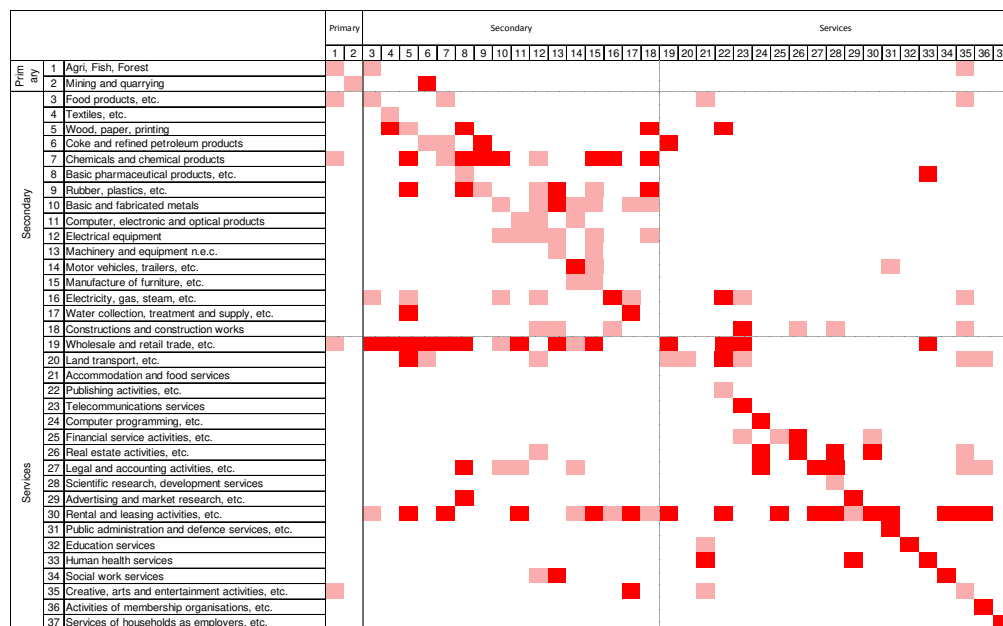 Primary Secondary Services
1 2 3 4 5 6 7 8 9 10 11 12 13 14 15 16 17 18 19 20 21 22 23 24 25 26 27 28 29 30 31 32 33 34 35 36 3
Prim
ary
1 Agri, Fish, Forest
2 Mining and quarrying
Secondary
3 Food products, etc.
4 Textiles, etc.
5 Wood, paper, printing
6 Coke and refined petroleum products
7 Chemicals and chemical products
8 Basic pharmaceutical products, etc.
9 Rubber, plastics, etc.
10 Basic and fabricated metals
11 Computer, electronic and optical products
12 Electrical equipment
13 Machinery and equipment n.e.c.
14 Motor vehicles, trailers, etc.
15 Manufacture of furniture, etc.
16 Electricity, gas, steam, etc.
17 Water collection, treatment and supply, etc.
18 Constructions and construction works
Services
19 Wholesale and retail trade, etc.
20 Land transport, etc.
21 Accommodation and food services
22 Publishing activities, etc.
23 Telecommunications services
24 Computer programming, etc.
25 Financial service activities, etc.
26 Real estate activities, etc.
27 Legal and accounting activities, etc.
28 Scientific research, development services
29 Advertising and market research, etc.
30 Rental and leasing activities, etc.
31 Public administration and defence services, etc.
32 Education services
33 Human health services
34 Social work services
35 Creative, arts and entertainment activities, etc.
36 Activities of membership organisations, etc.
37 Services of households as employers, etc.